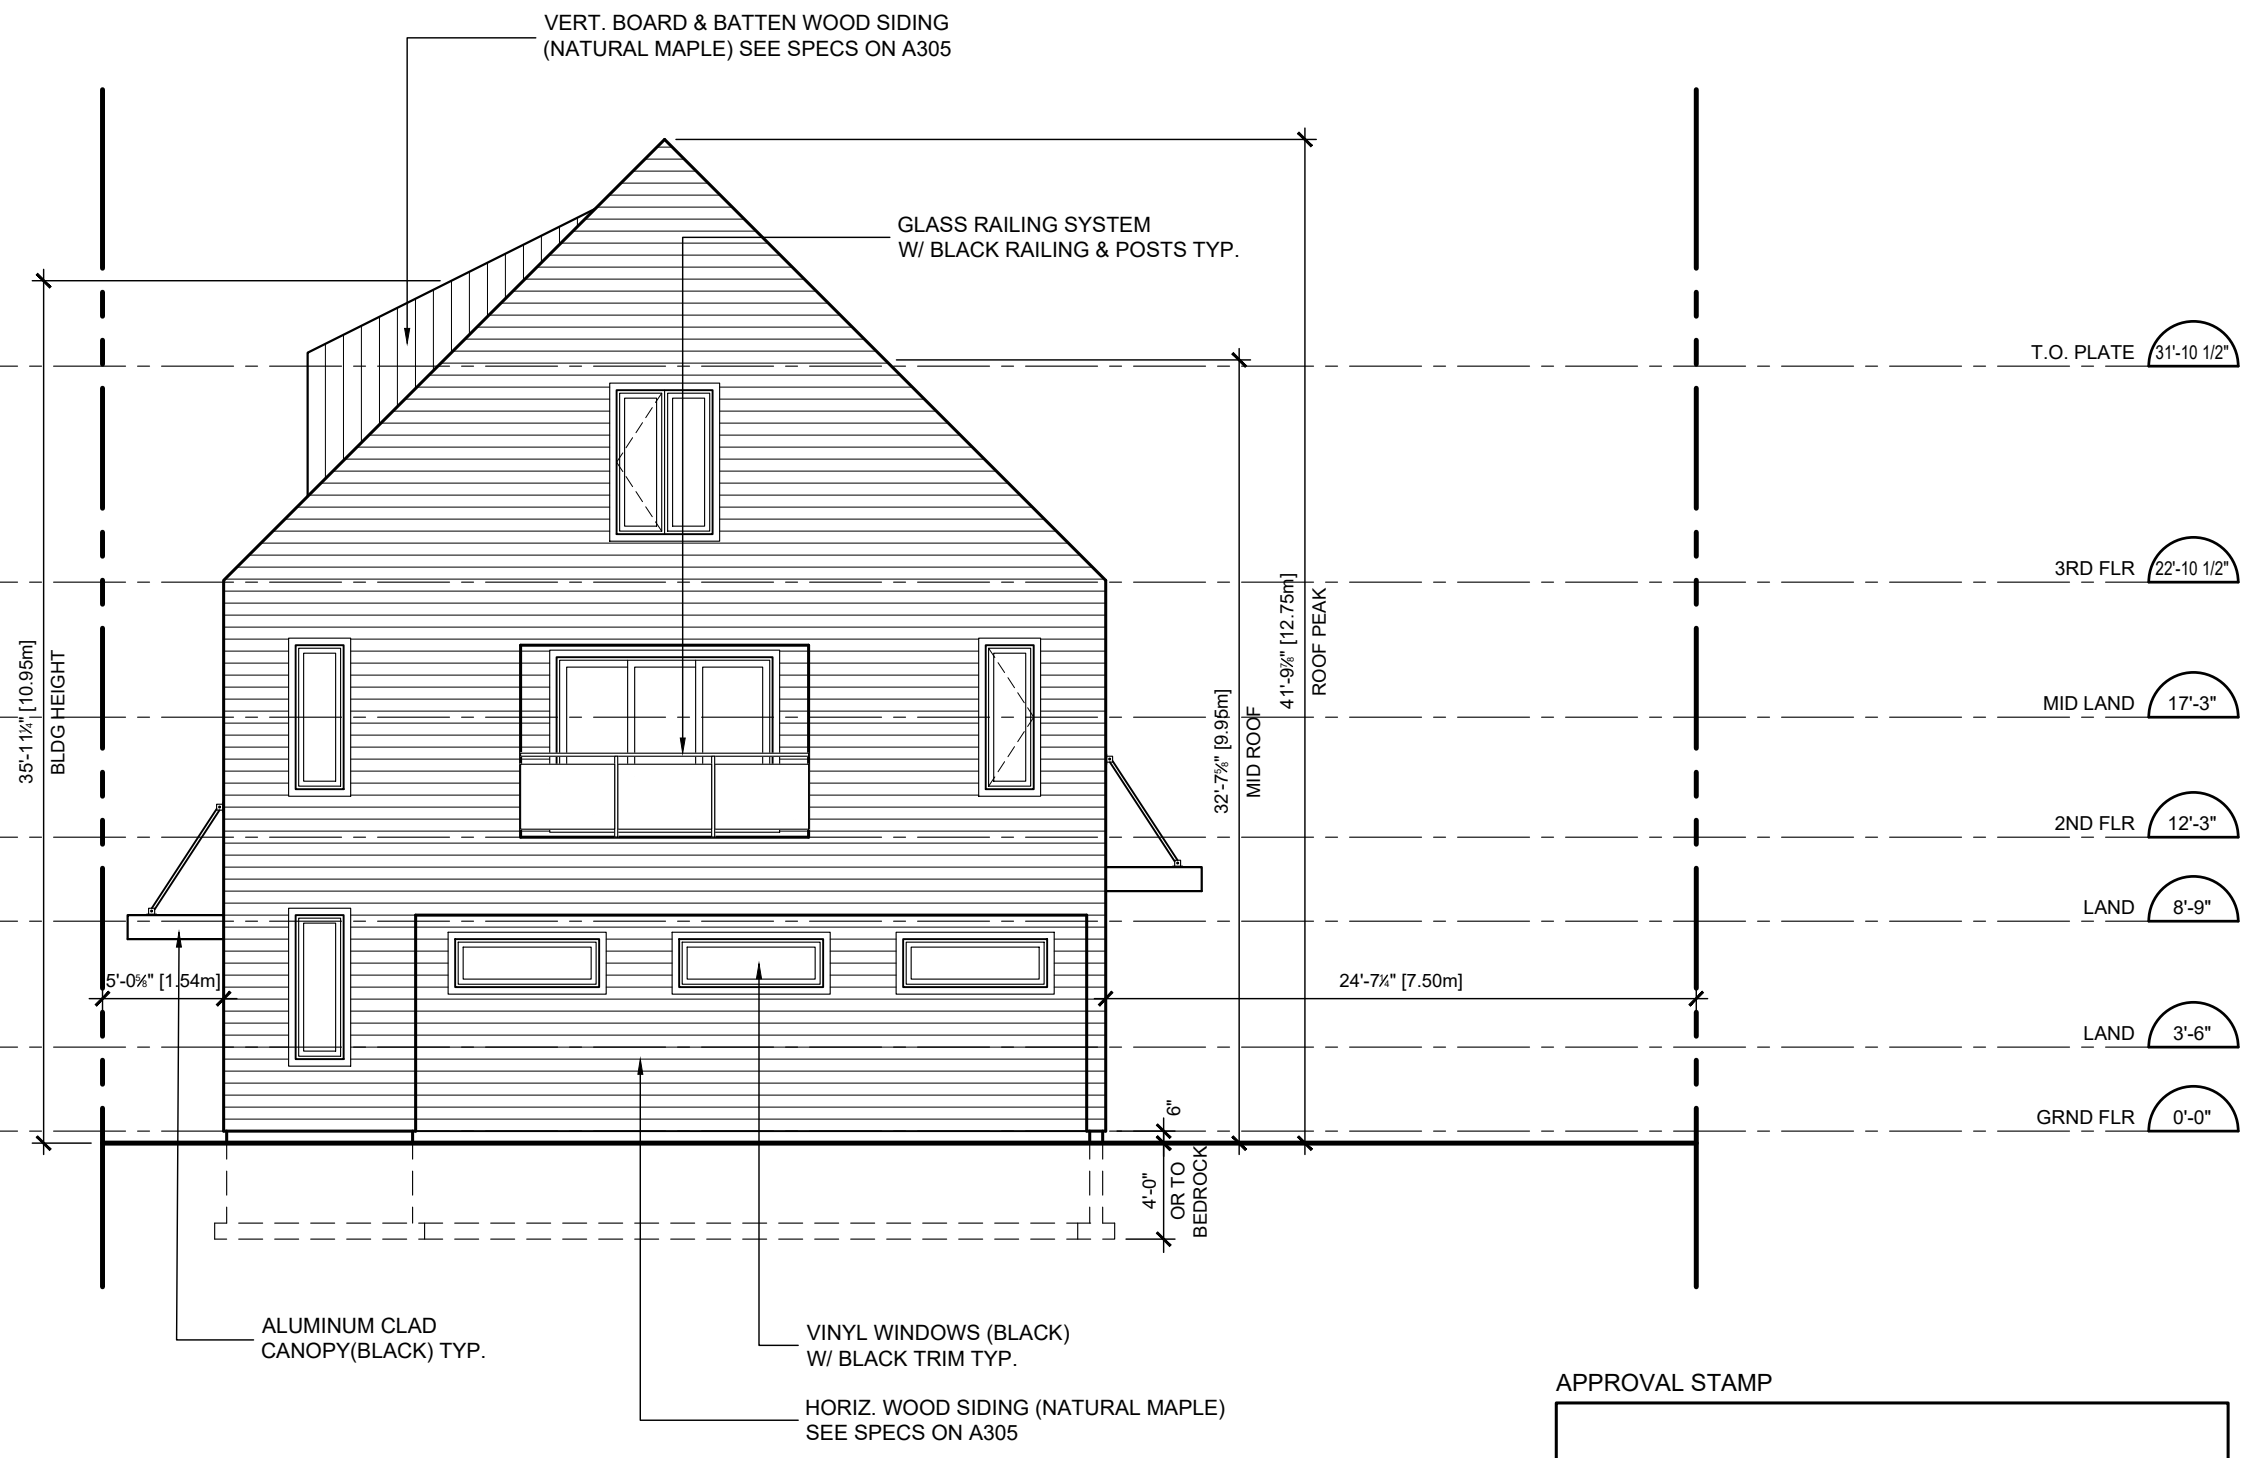 VERT. BOARD & BATTEN WOOD SIDING
(NATURAL MAPLE) SEE SPECS ON A305
GLASS RAILING SYSTEM
W/ BLACK RAILING & POSTS TYP.
T.O. PLATE 31'-10 1/2"
3RD FLR 22'-10 1/2"
MID LAND 17'-3"
2ND FLR 12'-3"
LAND 8'-9"
LAND 3'-6"
GRND FLR 0'-0"
35'-11¼" [10.95m]
BLDG HEIGHT
41'-9⅞" [12.75m]
ROOF PEAK
32'-7⅝" [9.95m]
MID ROOF
5'-0⅝" [1.54m]
24'-7¼" [7.50m]
6"
4'-0"
OR TO
BEDROCK
ALUMINUM CLAD
CANOPY(BLACK) TYP.
VINYL WINDOWS (BLACK)
W/ BLACK TRIM TYP.
HORIZ. WOOD SIDING (NATURAL MAPLE)
SEE SPECS ON A305
APPROVAL STAMP